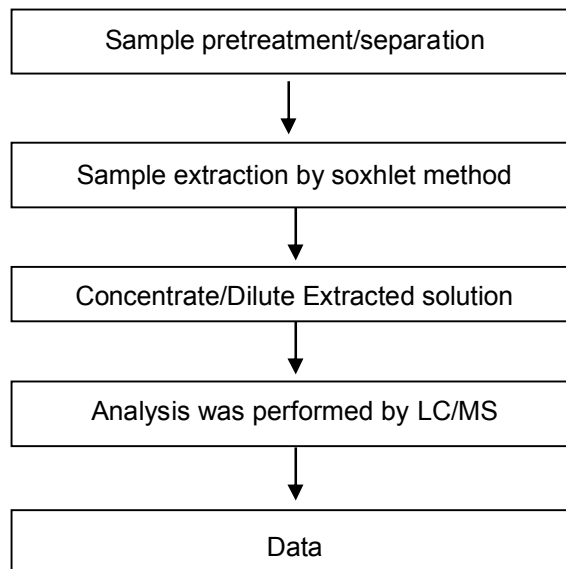 Sample pretreatment/separation
Sample extraction by soxhlet method
Concentrate/Dilute Extracted solution
Analysis was performed by LC/MS
Data